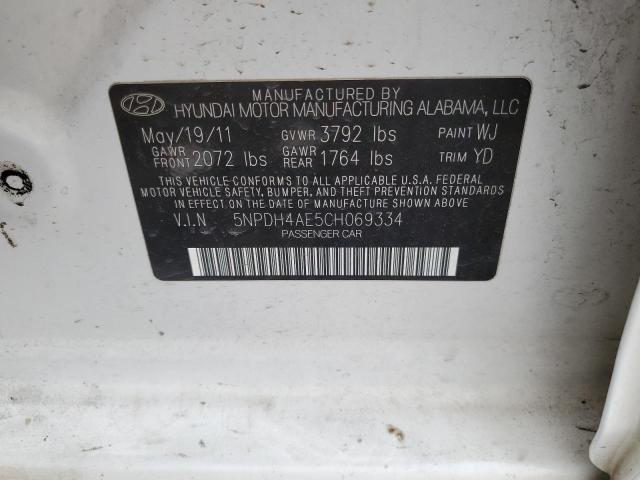 MANUFACTURED BY
HYUNDAI MOTOR MANUFACTURING ALABAMA, LLC
May/19/11 GVWR 3792 lbs PAINT WJ
GAWR FRONT 2072 lbs GAWR REAR 1764 lbs TRIM YD
THIS VEHICLE CONFORMS TO ALL APPLICABLE U.S.A. FEDERAL
MOTOR VEHICLE SAFETY, BUMPER, AND THEFT PREVENTION STANDARDS
IN EFFECT ON THE DATE OF MANUFACTURE SHOWN ABOVE
V.I.N 5NPDH4AE5CH069334
PASSENGER CAR